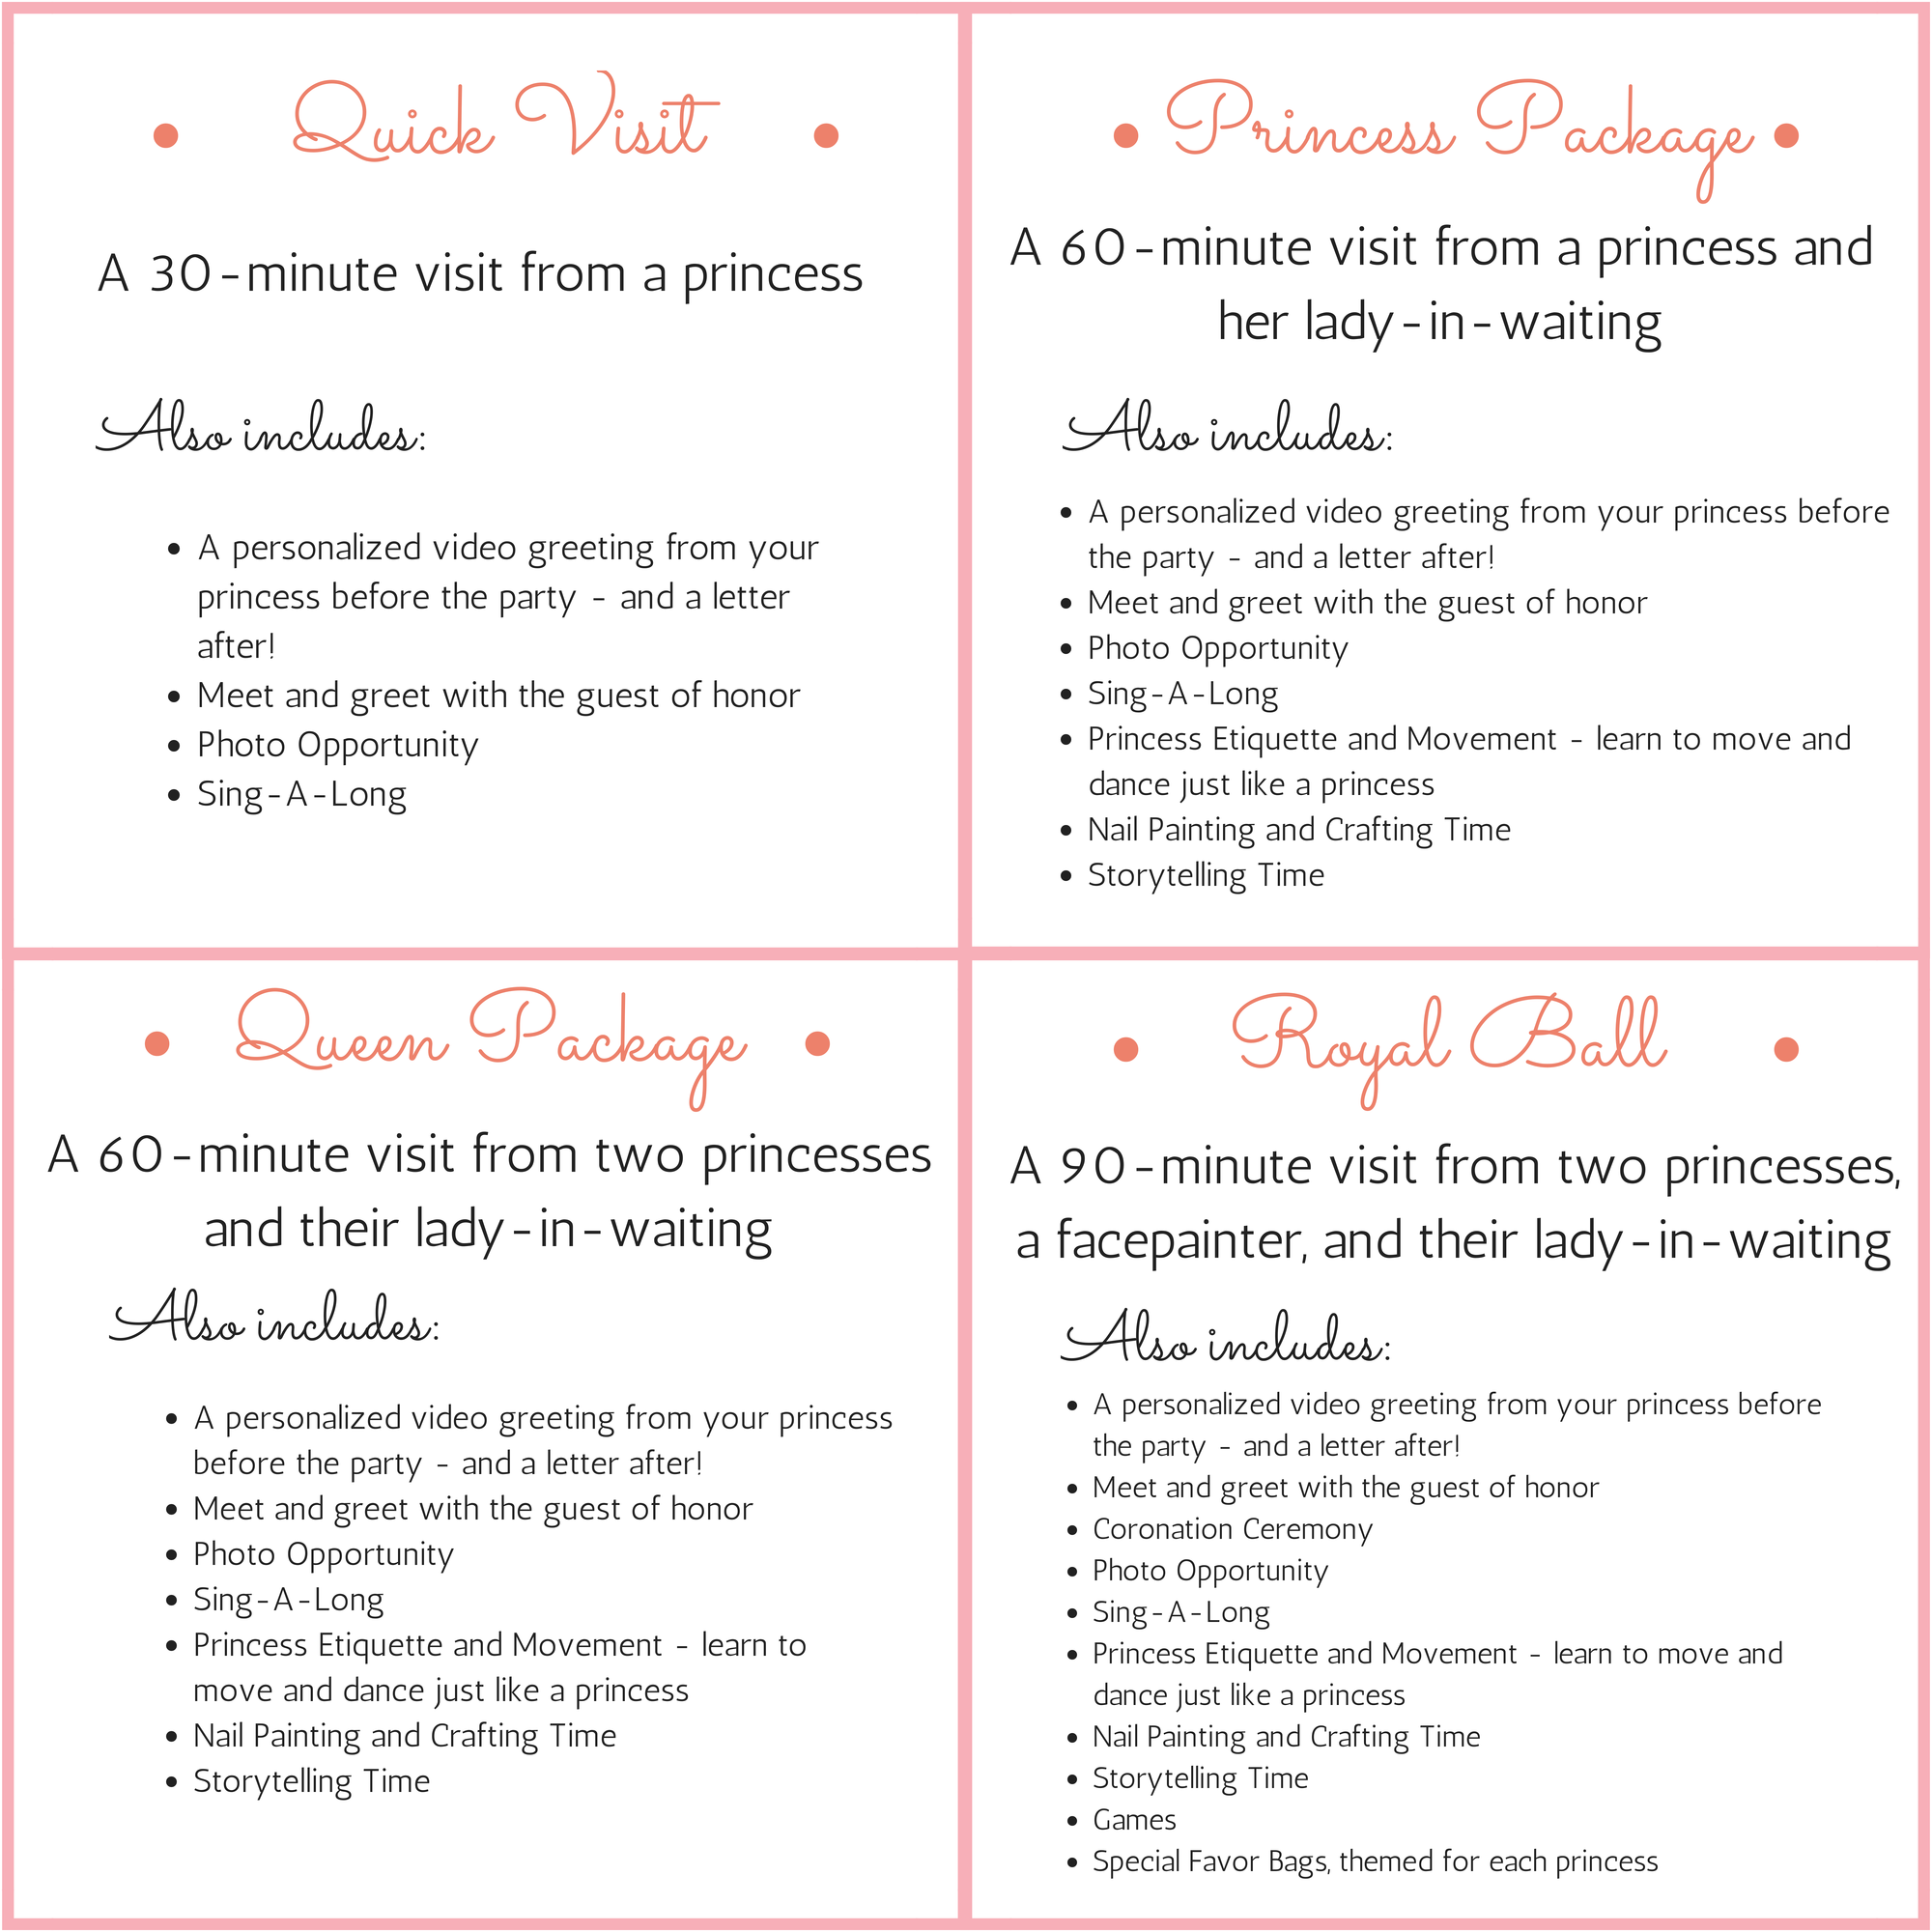 Quick Visit
A 30-minute visit from a princess
Also includes:
• A personalized video greeting from your
princess before the party - and a letter
after!
• Meet and greet with the guest of honor
• Photo Opportunity
• Sing-A-Long
Princess Package
A 60-minute visit from a princess and
her lady-in-waiting
Also includes:
• A personalized video greeting from your princess before
the party - and a letter after!
• Meet and greet with the guest of honor
• Photo Opportunity
• Sing-A-Long
• Princess Etiquette and Movement - learn to move and
dance just like a princess
• Nail Painting and Crafting Time
• Storytelling Time
Queen Package
A 60-minute visit from two princesses
and their lady-in-waiting
Also includes:
• A personalized video greeting from your princess
before the party - and a letter after!
• Meet and greet with the guest of honor
• Photo Opportunity
• Sing-A-Long
• Princess Etiquette and Movement - learn to
move and dance just like a princess
• Nail Painting and Crafting Time
• Storytelling Time
Royal Ball
A 90-minute visit from two princesses,
a facepainter, and their lady-in-waiting
Also includes:
• A personalized video greeting from your princess before
the party - and a letter after!
• Meet and greet with the guest of honor
• Coronation Ceremony
• Photo Opportunity
• Sing-A-Long
• Princess Etiquette and Movement - learn to move and
dance just like a princess
• Nail Painting and Crafting Time
• Storytelling Time
• Games
• Special Favor Bags, themed for each princess